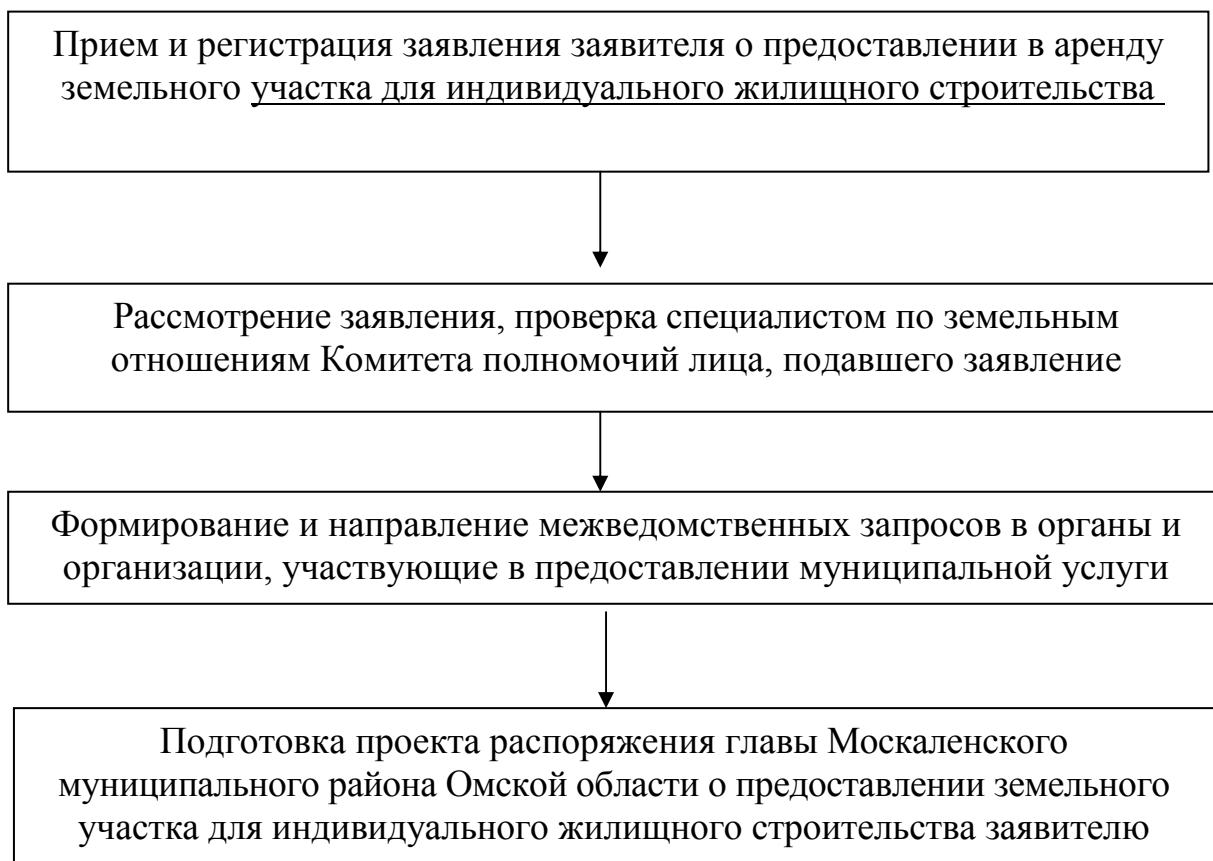 Прием и регистрация заявления заявителя о предоставлении в аренду
земельного участка для индивидуального жилищного строительства
Рассмотрение заявления, проверка специалистом по земельным
отношениям Комитета полномочий лица, подавшего заявление
Формирование и направление межведомственных запросов в органы и
организации, участвующие в предоставлении муниципальной услуги
Подготовка проекта распоряжения главы Москаленского
муниципального района Омской области о предоставлении земельного
участка для индивидуального жилищного строительства заявителю